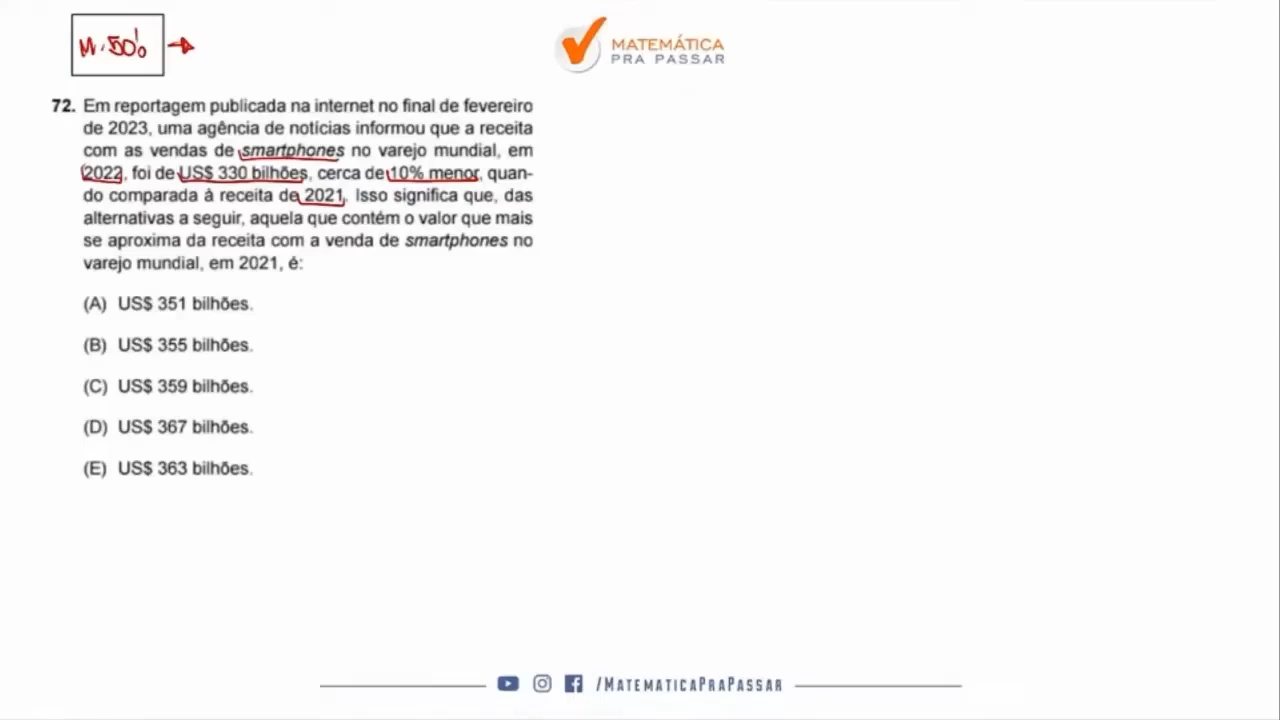 M.50%
MATEMÁTICA
PRA PASSAR
72. Em reportagem publicada na internet no final de fevereiro
de 2023, uma agência de notícias informou que a receita
com as vendas de smartphones no varejo mundial, em
2022, foi de US$ 330 bilhões, cerca de 10% menor, quan-
do comparada à receita de 2021. Isso significa que, das
alternativas a seguir, aquela que contém o valor que mais
se aproxima da receita com a venda de smartphones no
varejo mundial, em 2021, é:
(A) US$ 351 bilhões.
(B) US$ 355 bilhões.
(C) US$ 359 bilhões.
(D) US$ 367 bilhões.
(E) US$ 363 bilhões.
/MATEMATICAPRAPASSAR